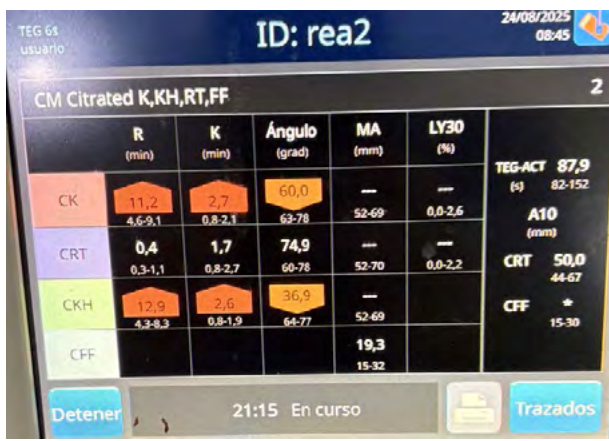 TEG 6s
usuario
ID: rea2
24/08/2025
08:45
CM Citrated K,KH,RT,FF
2
R K Ángulo MA LY30
(min) (min) (grad) (mm) (%)
CK 11,2 2,7 60,0 --- ---
4,6-9,1 0,8-2,1 63-78 52-69 0,0-2,6
CRT 0,4 1,7 74,9 --- ---
0,3-1,1 0,8-2,7 60-78 52-70 0,0-2,2
CKH 12,9 2,6 36,9 ---
4,3-8,3 0,8-1,9 64-77 52-69
CFF 19,3
15-32
TEG-ACT 87,9
(s) 82-152
A10
(mm)
CRT 50,0
44-67
CFF *
15-30
Detener
21:15 En curso
Trazados